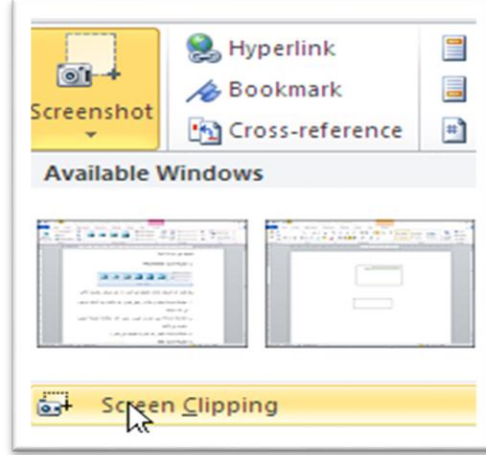 Hyperlink
Bookmark
Screenshot
Cross-reference
Available Windows
Screen Clipping